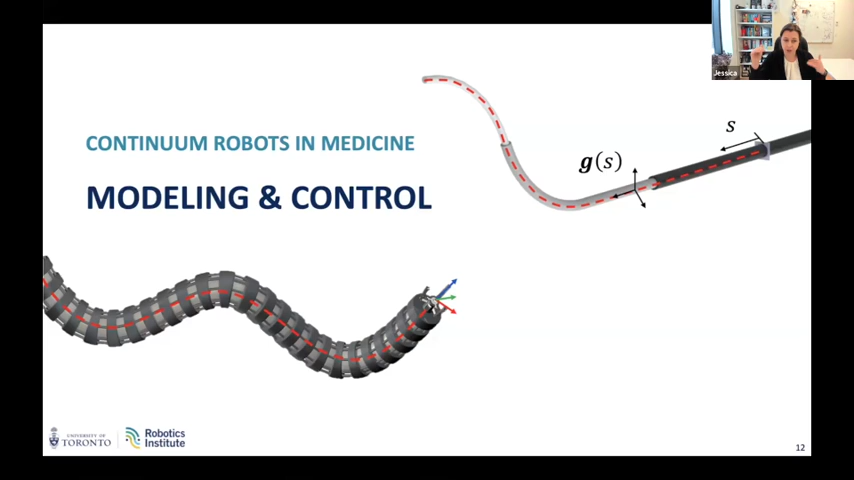 Jessica
CONTINUUM ROBOTS IN MEDICINE
MODELING & CONTROL
s
g(s)
UNIVERSITY OF
TORONTO
Robotics
Institute
12